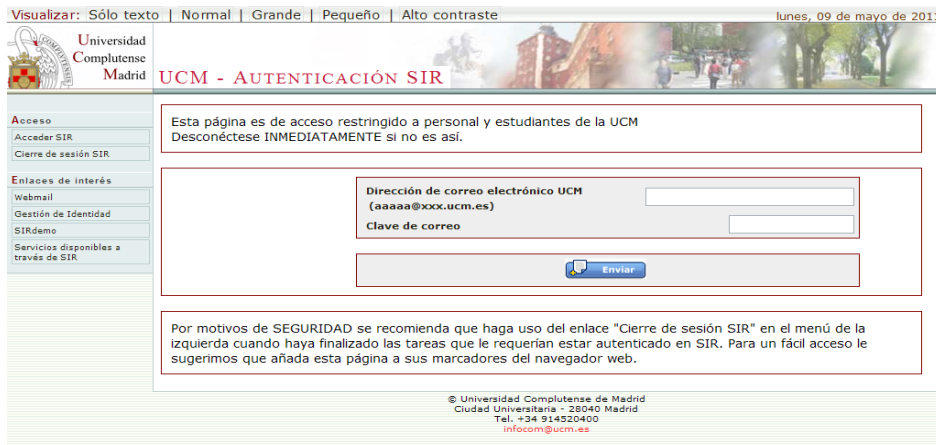 Visualizar: Sólo texto | Normal | Grande | Pequeño | Alto contraste
lunes, 09 de mayo de 2011
Universidad
Complutense
Madrid
UCM - AUTENTICACIÓN SIR
Acceso
Acceder SIR
Cierre de sesión SIR
Enlaces de interés
Webmail
Gestión de Identidad
SIRdemo
Servicios disponibles a
través de SIR
Esta página es de acceso restringido a personal y estudiantes de la UCM
Desconéctese INMEDIATAMENTE si no es así.
Dirección de correo electrónico UCM
(aaaaa@xxx.ucm.es)
Clave de correo
Enviar
Por motivos de SEGURIDAD se recomienda que haga uso del enlace "Cierre de sesión SIR" en el menú de la
izquierda cuando haya finalizado las tareas que le requerían estar autenticado en SIR. Para un fácil acceso le
sugerimos que añada esta página a sus marcadores del navegador web.
© Universidad Complutense de Madrid
Ciudad Universitaria - 28040 Madrid
Tel. +34 914520400
infocom@ucm.es